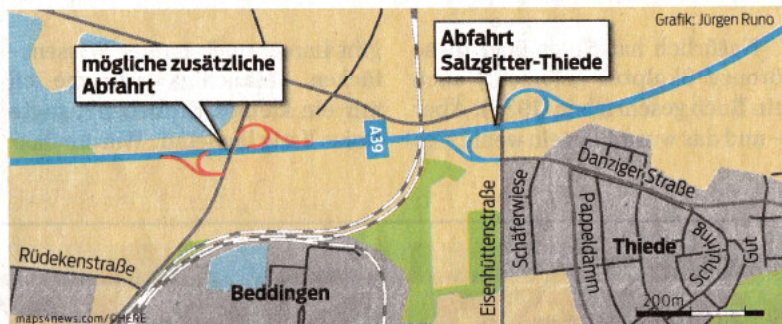 Grafik: Jürgen Runo
mögliche zusätzliche
Abfahrt
Abfahrt
Salzgitter-Thiede
A39
Danziger Straße
Eisenhüttenstraße
Schäferwiese
Pappeldamm
Thiede
Schulring
Gut
Rüdekenstraße
Beddingen
200m
maps4news.com/©HERE